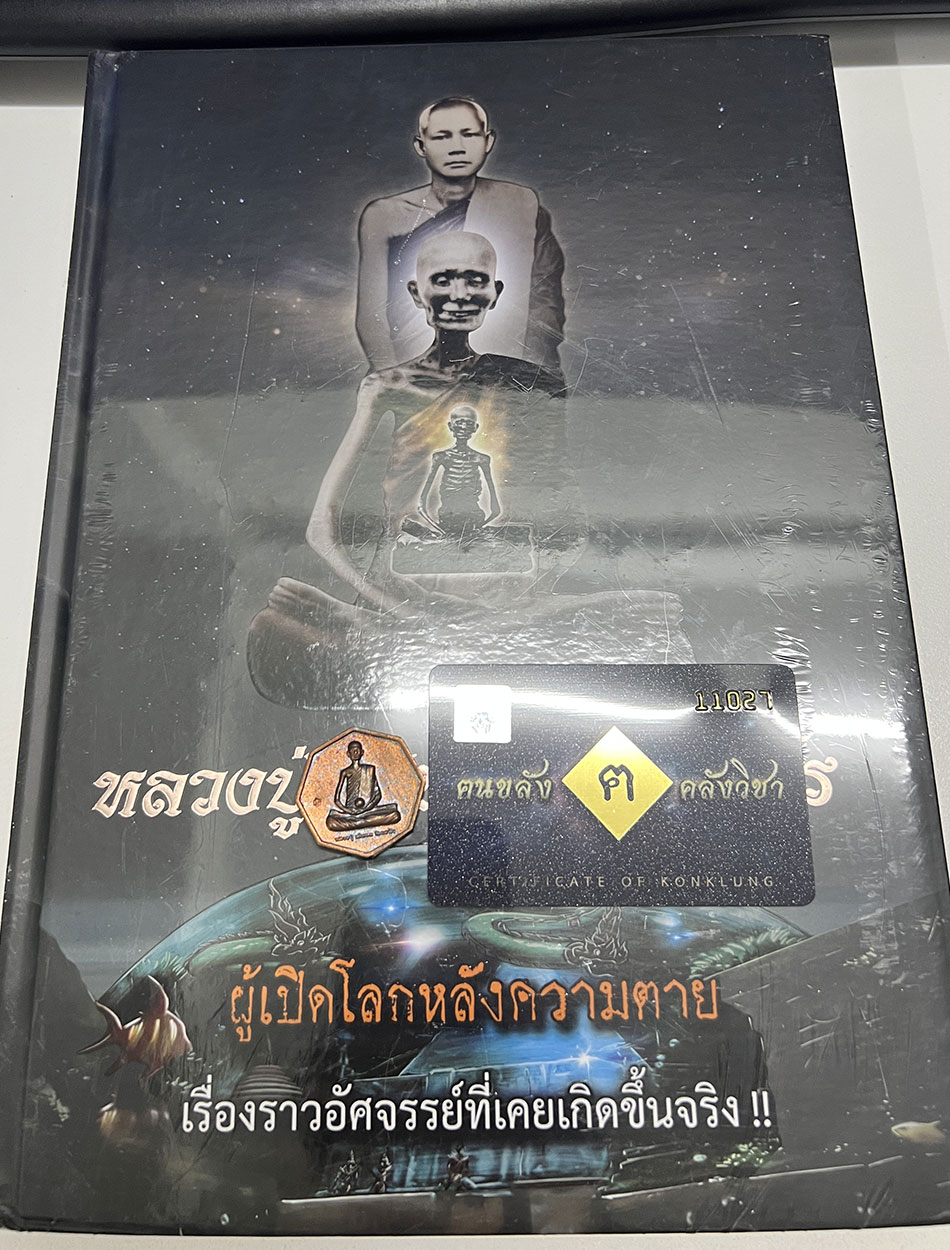 11027
ฅนขลัง ฅ คลังวิชา
CERTIFICATE OF KONKLUNG
หลวงปู่
ผู้เปิดโลกหลังความตาย
เรื่องราวอัศจรรย์ที่เคยเกิดขึ้นจริง !!